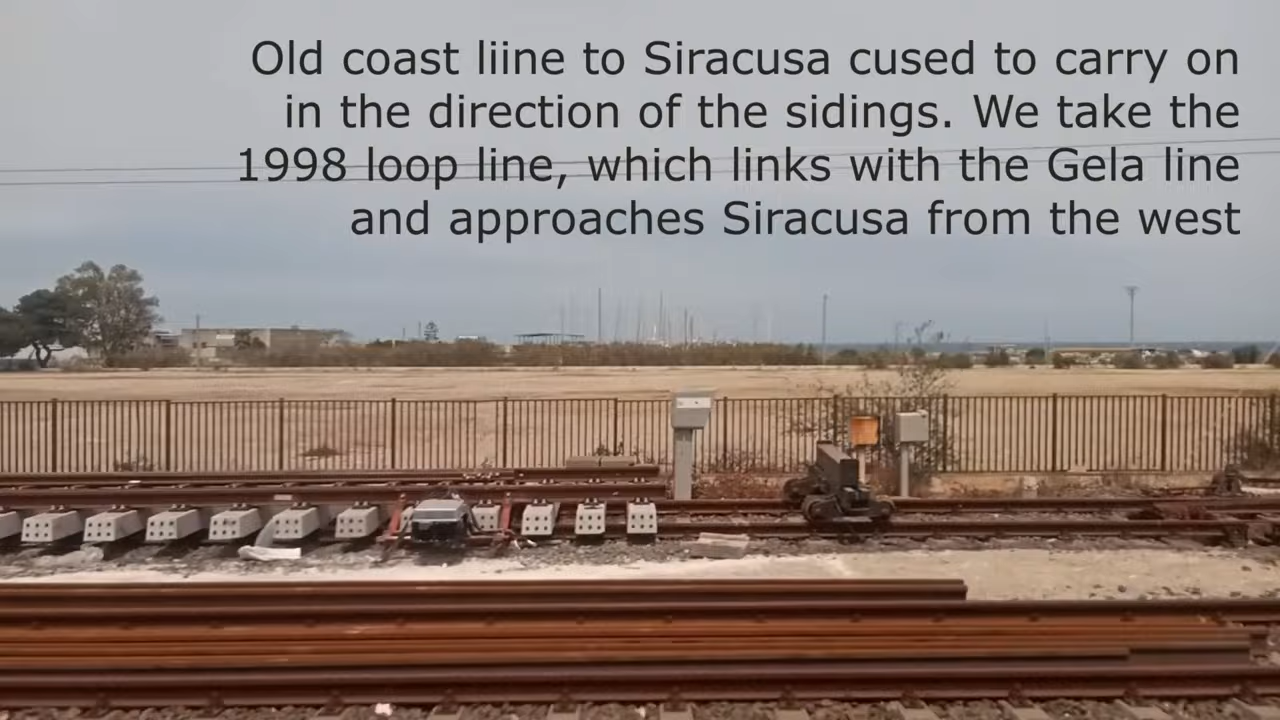 Old coast liine to Siracusa cused to carry on
in the direction of the sidings. We take the
1998 loop line, which links with the Gela line
and approaches Siracusa from the west